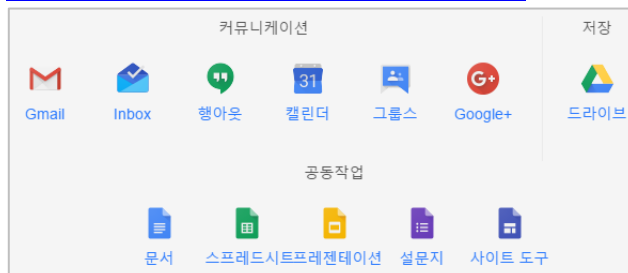 커뮤니케이션 저장
31 G+
Gmail Inbox 행아웃 캘린더 그룹스 Google+ 드라이브
공동작업
문서 스프레드시트 프레젠테이션 설문지 사이트 도구